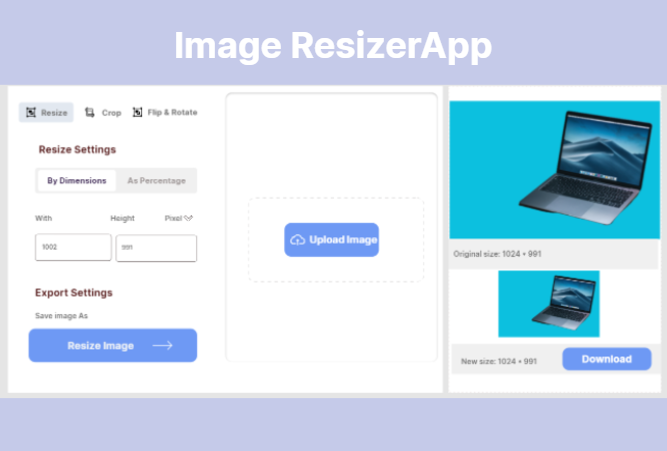 Image ResizerApp
Resize
Crop
Flip & Rotate
Resize Settings
By Dimensions
As Percentage
With
Height
Pixel
1002
991
Export Settings
Save image As
Resize Image
Upload Image
Original size: 1024 * 991
New size: 1024 * 991
Download